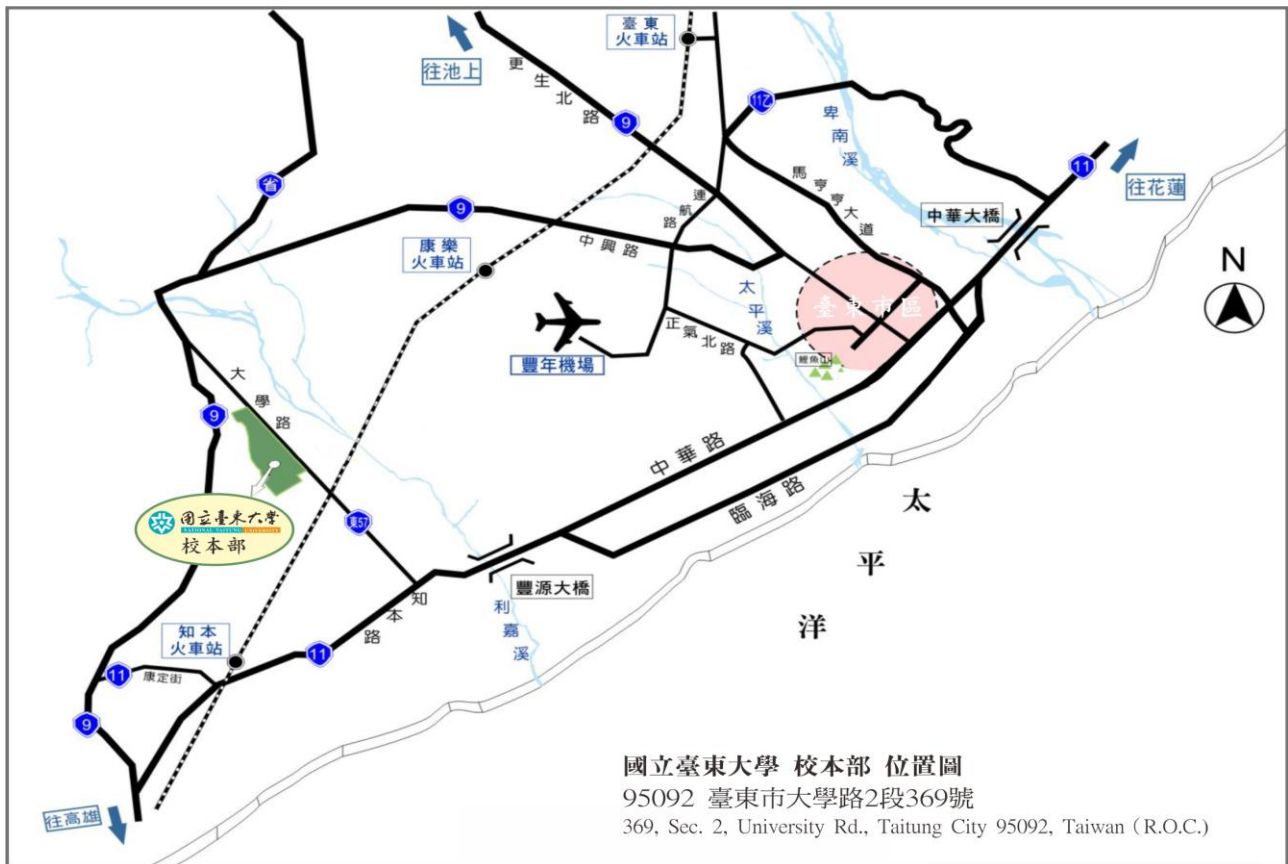 臺東
火車站
往池上
更生北路
9
11乙
卑南溪
11
往花蓮
省
9
馬亨亨大道
連航路
中華大橋
中興路
康樂
火車站
N
太平溪
臺東市區
正氣北路
豐年機場
鯉魚山
大學路
9
中華路
臨海路
太平洋
國立臺東大學
NATIONAL TAITUNG UNIVERSITY
校本部
東57
豐源大橋
知本路
利嘉溪
知本
火車站
11
11
康定街
9
往高雄
國立臺東大學 校本部 位置圖
95092 臺東市大學路2段369號
369, Sec. 2, University Rd., Taitung City 95092, Taiwan (R.O.C.)